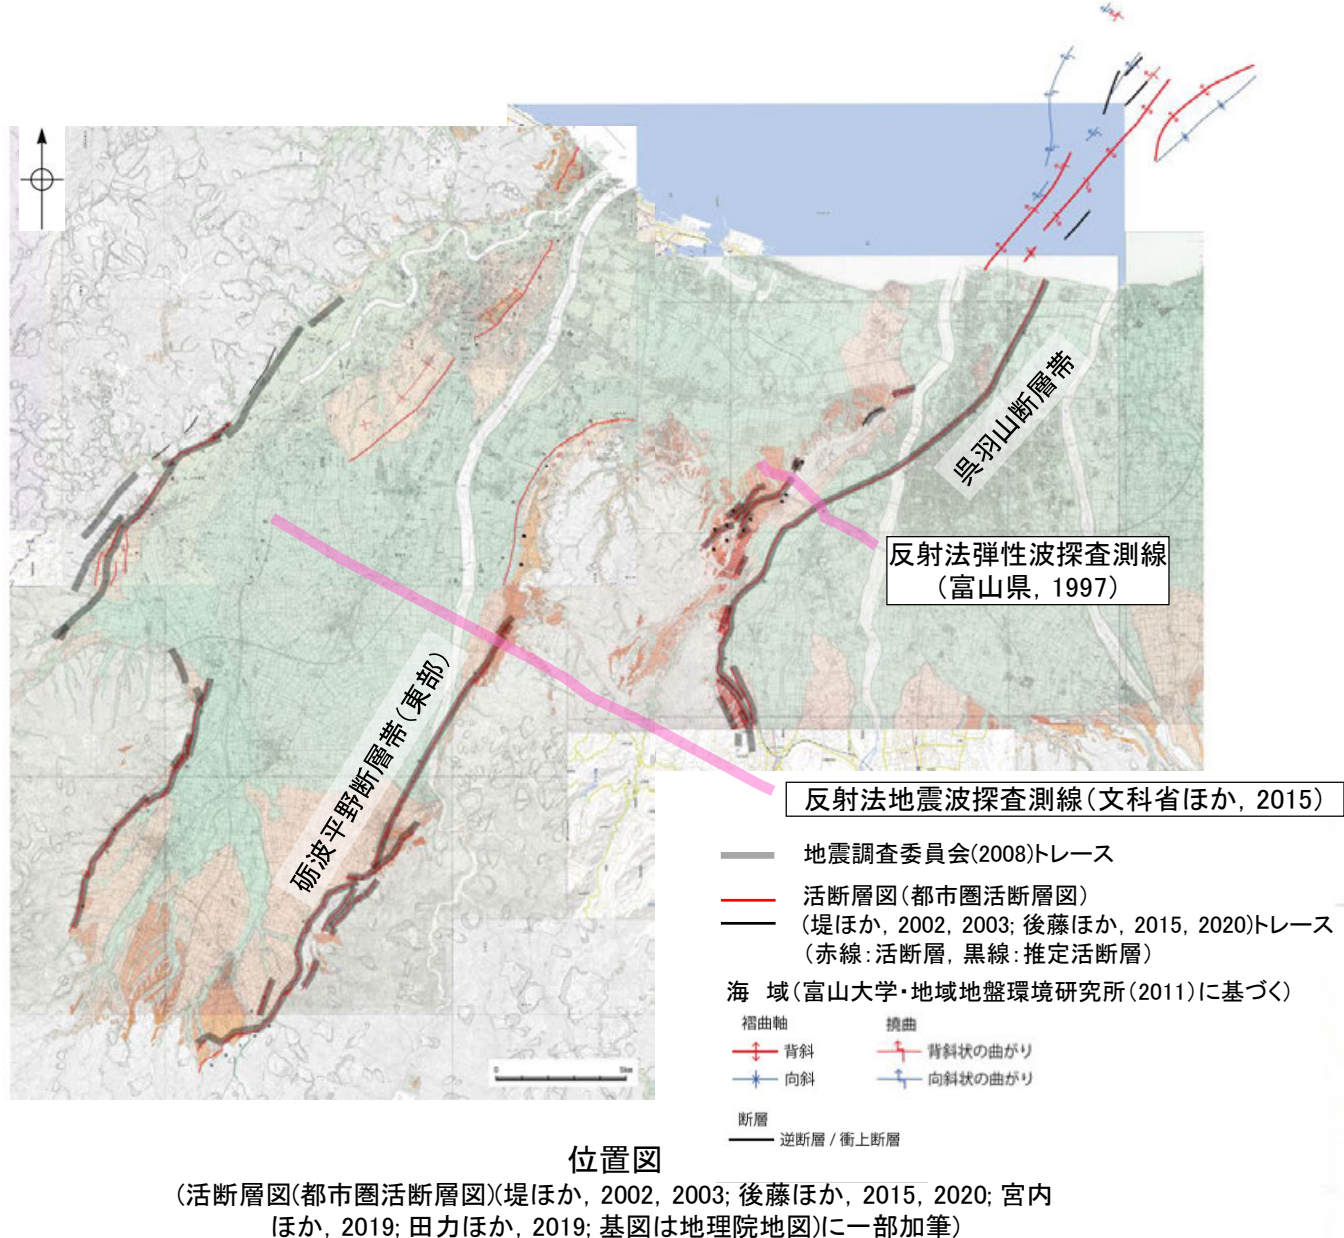 呉羽山断層帯
反射法弾性波探査測線
(富山県, 1997)
砺波平野断層帯(東部)
反射法地震波探査測線(文科省ほか, 2015)
地震調査委員会(2008)トレース
活断層図(都市圏活断層図)
(堤ほか, 2002, 2003; 後藤ほか, 2015, 2020)トレース
(赤線:活断層, 黒線:推定活断層)
海 域(富山大学・地域地盤環境研究所(2011)に基づく)
褶曲軸
撓曲
背斜
背斜状の曲がり
向斜
向斜状の曲がり
断層
逆断層 / 衝上断層
0
5km
位置図
(活断層図(都市圏活断層図)(堤ほか, 2002, 2003; 後藤ほか, 2015, 2020; 宮内
ほか, 2019; 田力ほか, 2019; 基図は地理院地図)に一部加筆)